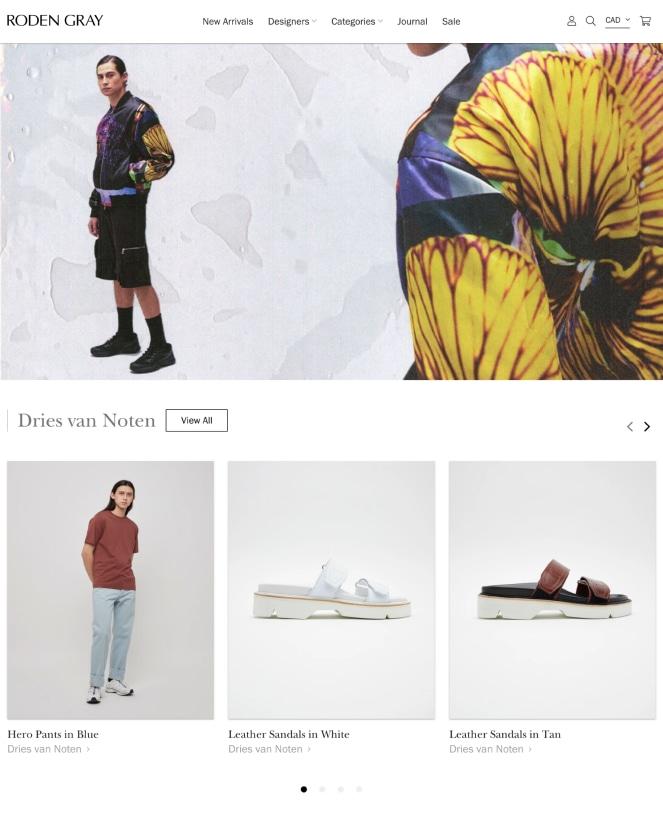 RODEN GRAY
New Arrivals
Designers
Categories
Journal
Sale
CAD
Dries van Noten
View All
Hero Pants in Blue
Dries van Noten
Leather Sandals in White
Dries van Noten
Leather Sandals in Tan
Dries van Noten